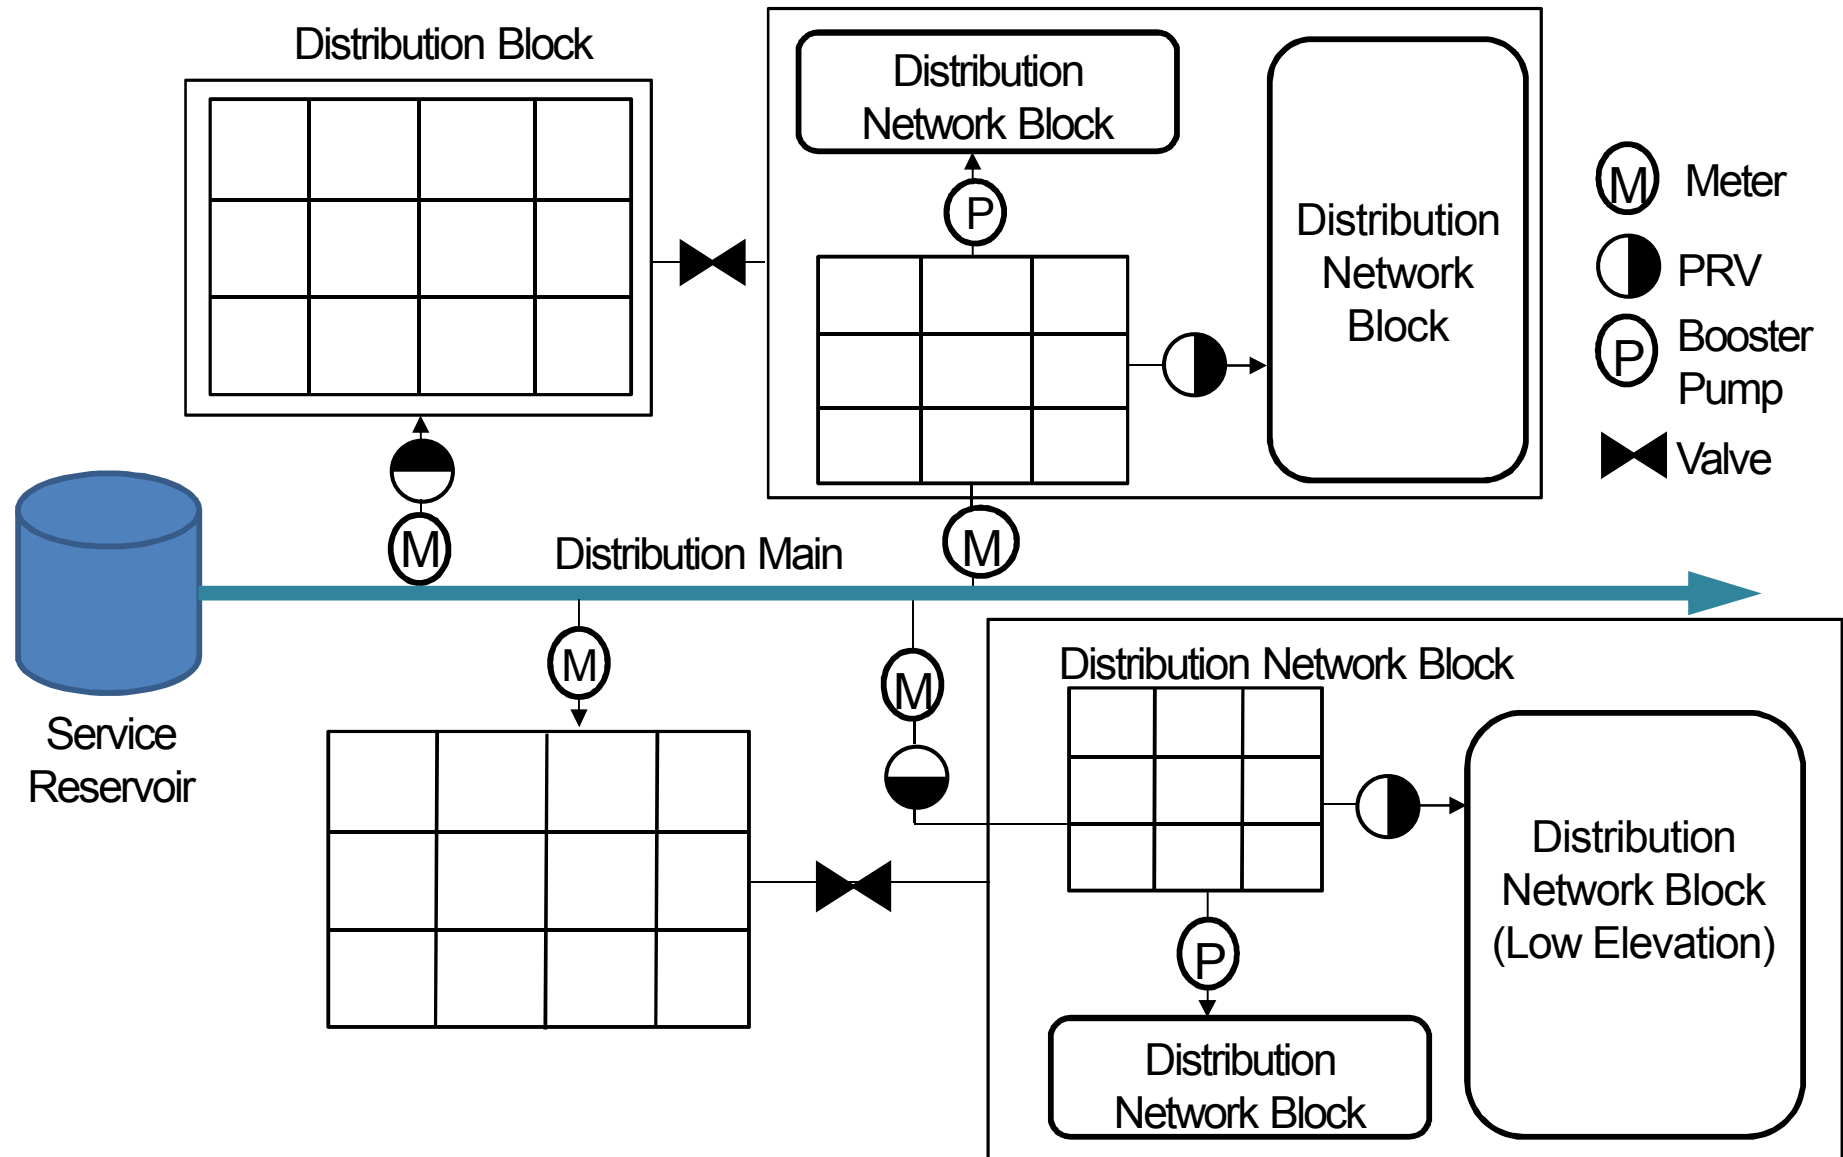 Distribution Block
Distribution
Network Block
P
Distribution
Network
Block
M Meter
PRV
P Booster
Pump
Valve
M
Distribution Main
M
Service
Reservoir
M
M
Distribution Network Block
Distribution
Network Block
(Low Elevation)
P
Distribution
Network Block